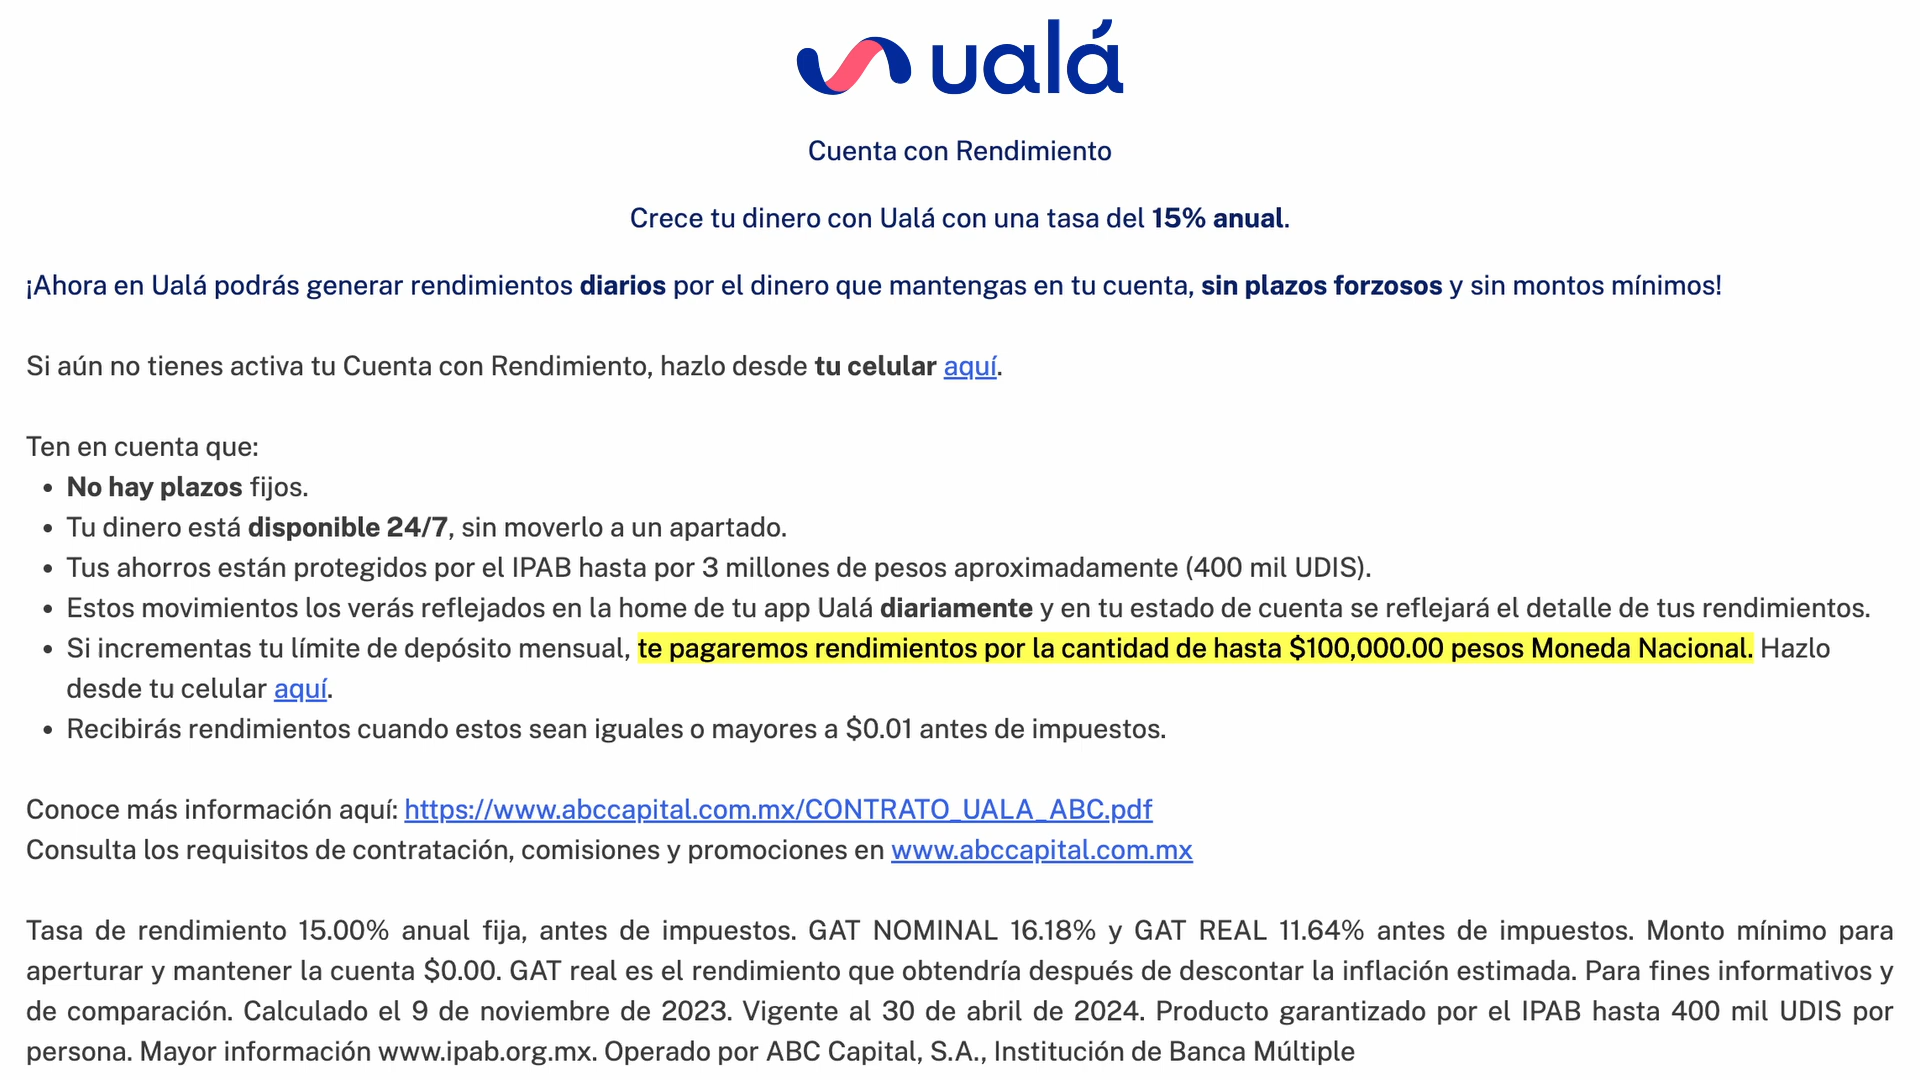 ualá
Cuenta con Rendimiento
Crece tu dinero con Ualá con una tasa del 15% anual.
¡Ahora en Ualá podrás generar rendimientos diarios por el dinero que mantengas en tu cuenta, sin plazos forzosos y sin montos mínimos!
Si aún no tienes activa tu Cuenta con Rendimiento, hazlo desde tu celular aquí.
Ten en cuenta que:
• No hay plazos fijos.
• Tu dinero está disponible 24/7, sin moverlo a un apartado.
• Tus ahorros están protegidos por el IPAB hasta por 3 millones de pesos aproximadamente (400 mil UDIS).
• Estos movimientos los verás reflejados en la home de tu app Ualá diariamente y en tu estado de cuenta se reflejará el detalle de tus rendimientos.
• Si incrementas tu límite de depósito mensual, te pagaremos rendimientos por la cantidad de hasta $100,000.00 pesos Moneda Nacional. Hazlo
desde tu celular aquí.
• Recibirás rendimientos cuando estos sean iguales o mayores a $0.01 antes de impuestos.
Conoce más información aquí: https://www.abccapital.com.mx/CONTRATO_UALA_ABC.pdf
Consulta los requisitos de contratación, comisiones y promociones en www.abccapital.com.mx
Tasa de rendimiento 15.00% anual fija, antes de impuestos. GAT NOMINAL 16.18% y GAT REAL 11.64% antes de impuestos. Monto mínimo para
aperturar y mantener la cuenta $0.00. GAT real es el rendimiento que obtendría después de descontar la inflación estimada. Para fines informativos y
de comparación. Calculado el 9 de noviembre de 2023. Vigente al 30 de abril de 2024. Producto garantizado por el IPAB hasta 400 mil UDIS por
persona. Mayor información www.ipab.org.mx. Operado por ABC Capital, S.A., Institución de Banca Múltiple